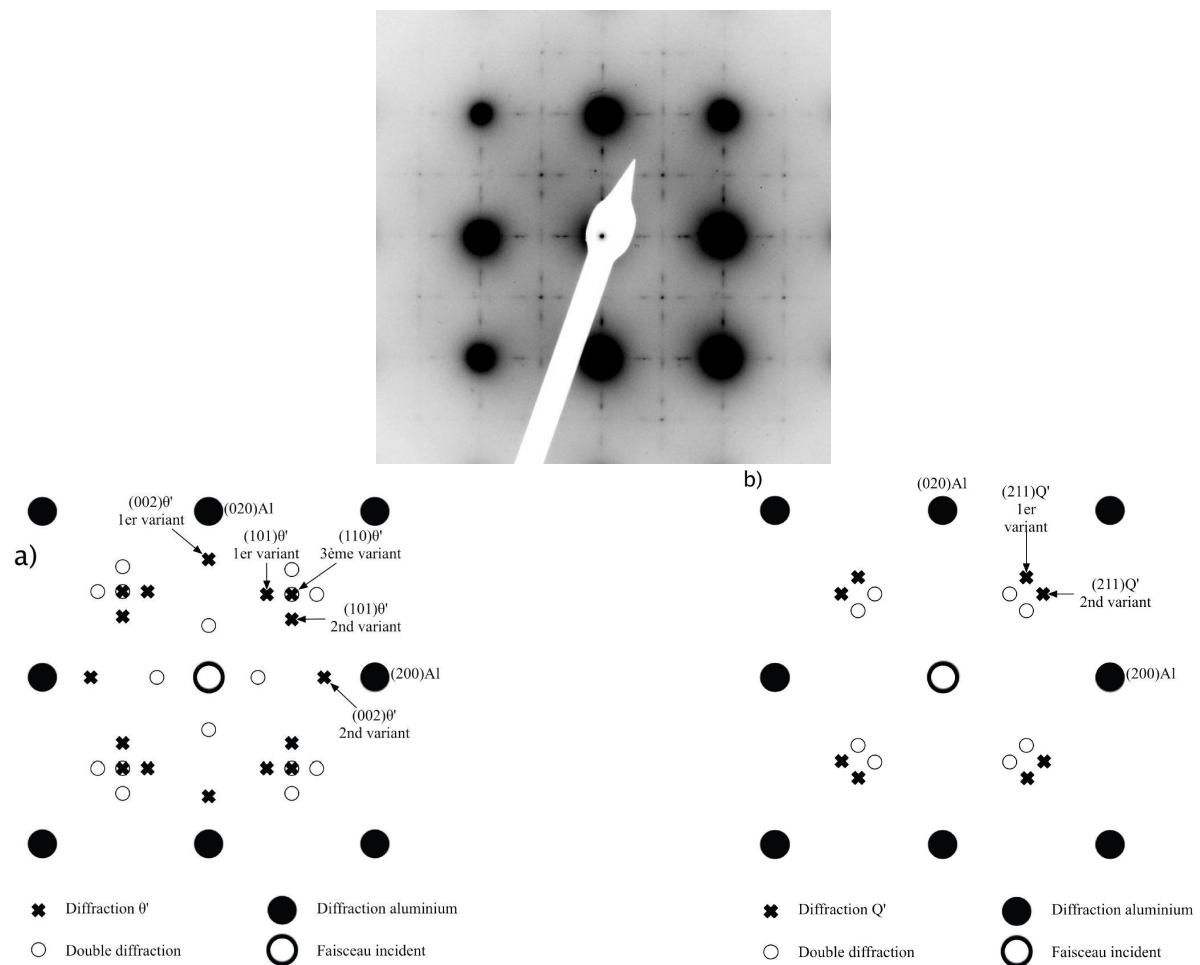 b)
(002)θ'
1er variant
(020)Al
(101)θ'
1er variant
(110)θ'
3ème variant
a)
(101)θ'
2nd variant
(200)Al
(002)θ'
2nd variant
Diffraction θ'
Diffraction aluminium
Double diffraction
Faisceau incident
(020)Al
(211)Q'
1er
variant
(211)Q'
2nd variant
(200)Al
Diffraction Q'
Diffraction aluminium
Double diffraction
Faisceau incident